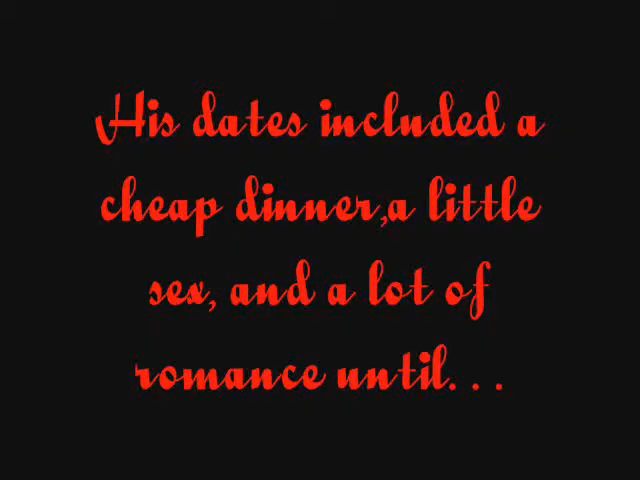 His dates included a
cheap dinner,a little
sex, and a lot of
romance until. . .